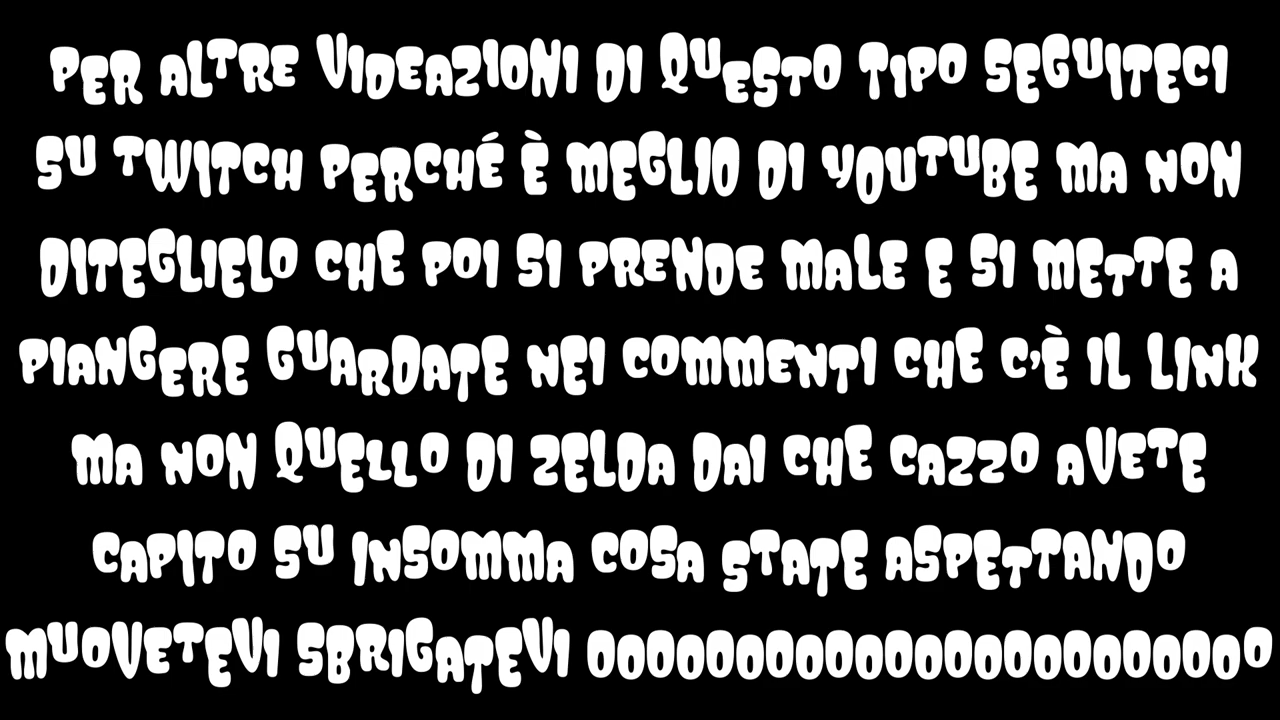 PER ALTRE VIDEAZIONI DI QUESTO TIPO SEGUITECI
SU TWITCH PERCHÉ È MEGLIO DI YOUTUBE MA NON
DITEGLIELO CHE POI SI PRENDE MALE E SI METTE A
PIANGERE GUARDATE NEI COMMENTI CHE C'È IL LINK
MA NON QUELLO DI ZELDA DAI CHE CAZZO AVETE
CAPITO SU INSOMMA COSA STATE ASPETTANDO
MUOVETEVI SBRIGATEVI OOOOOOOOOOOOOOOOOOOOOOO